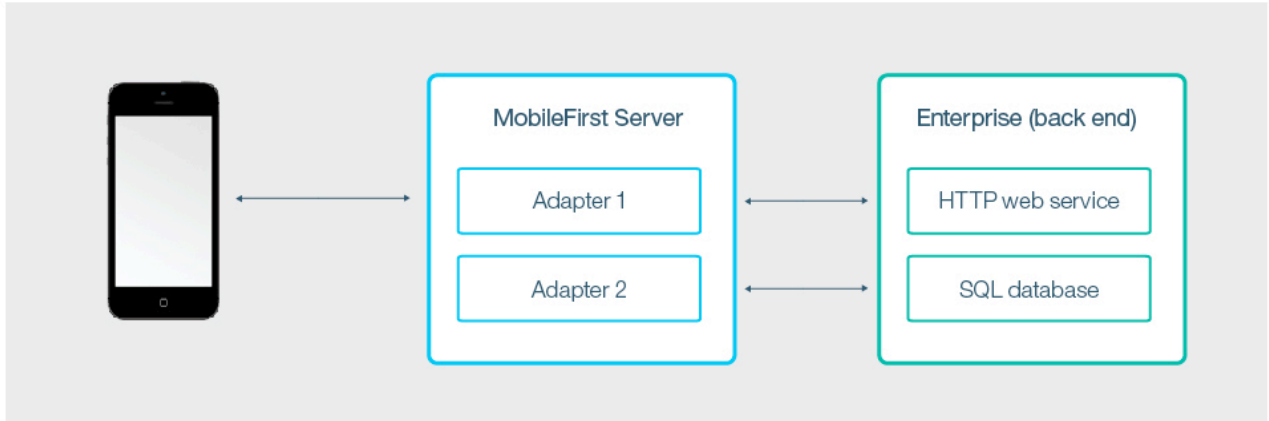 MobileFirst Server
Adapter 1
Adapter 2
Enterprise (back end)
HTTP web service
SQL database